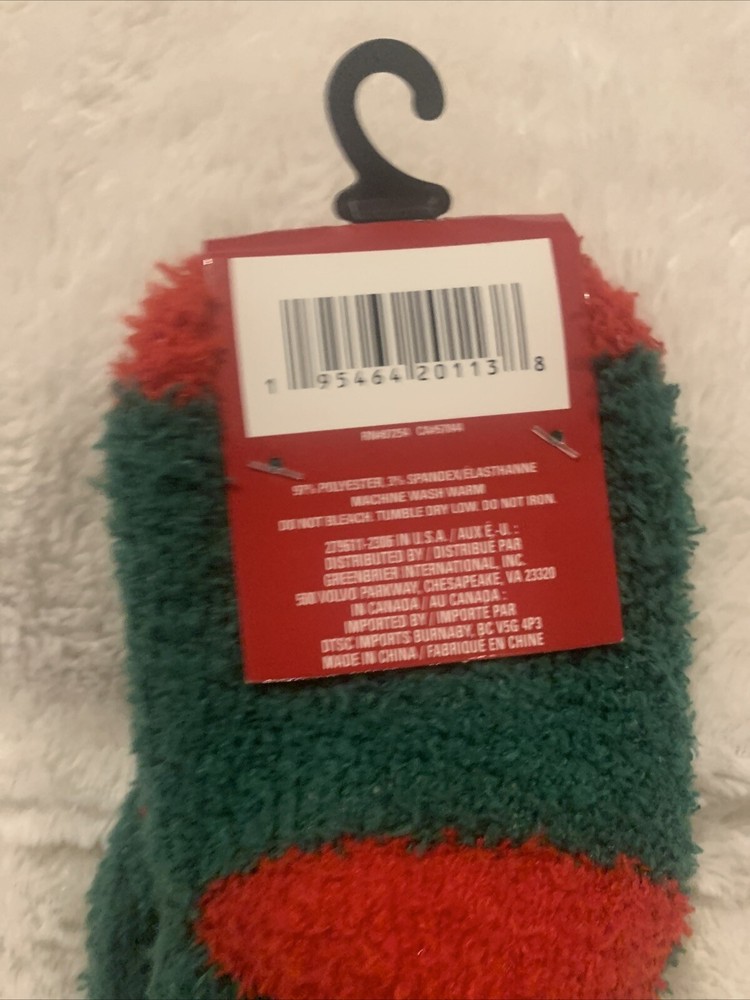 1 95464 20113 8
RN#87254 CA#57044
97% POLYESTER, 3% SPANDEX/ÉLASTHANNE
MACHINE WASH WARM
DO NOT BLEACH. TUMBLE DRY LOW. DO NOT IRON.
279611-2306 IN U.S.A. / AUX É.-U. :
DISTRIBUTED BY / DISTRIBUÉ PAR
GREENBRIER INTERNATIONAL, INC.
500 VOLVO PARKWAY, CHESAPEAKE, VA 23320
IN CANADA / AU CANADA :
IMPORTED BY / IMPORTÉ PAR
DTSC IMPORTS BURNABY, BC V5G 4P3
MADE IN CHINA / FABRIQUÉ EN CHINE